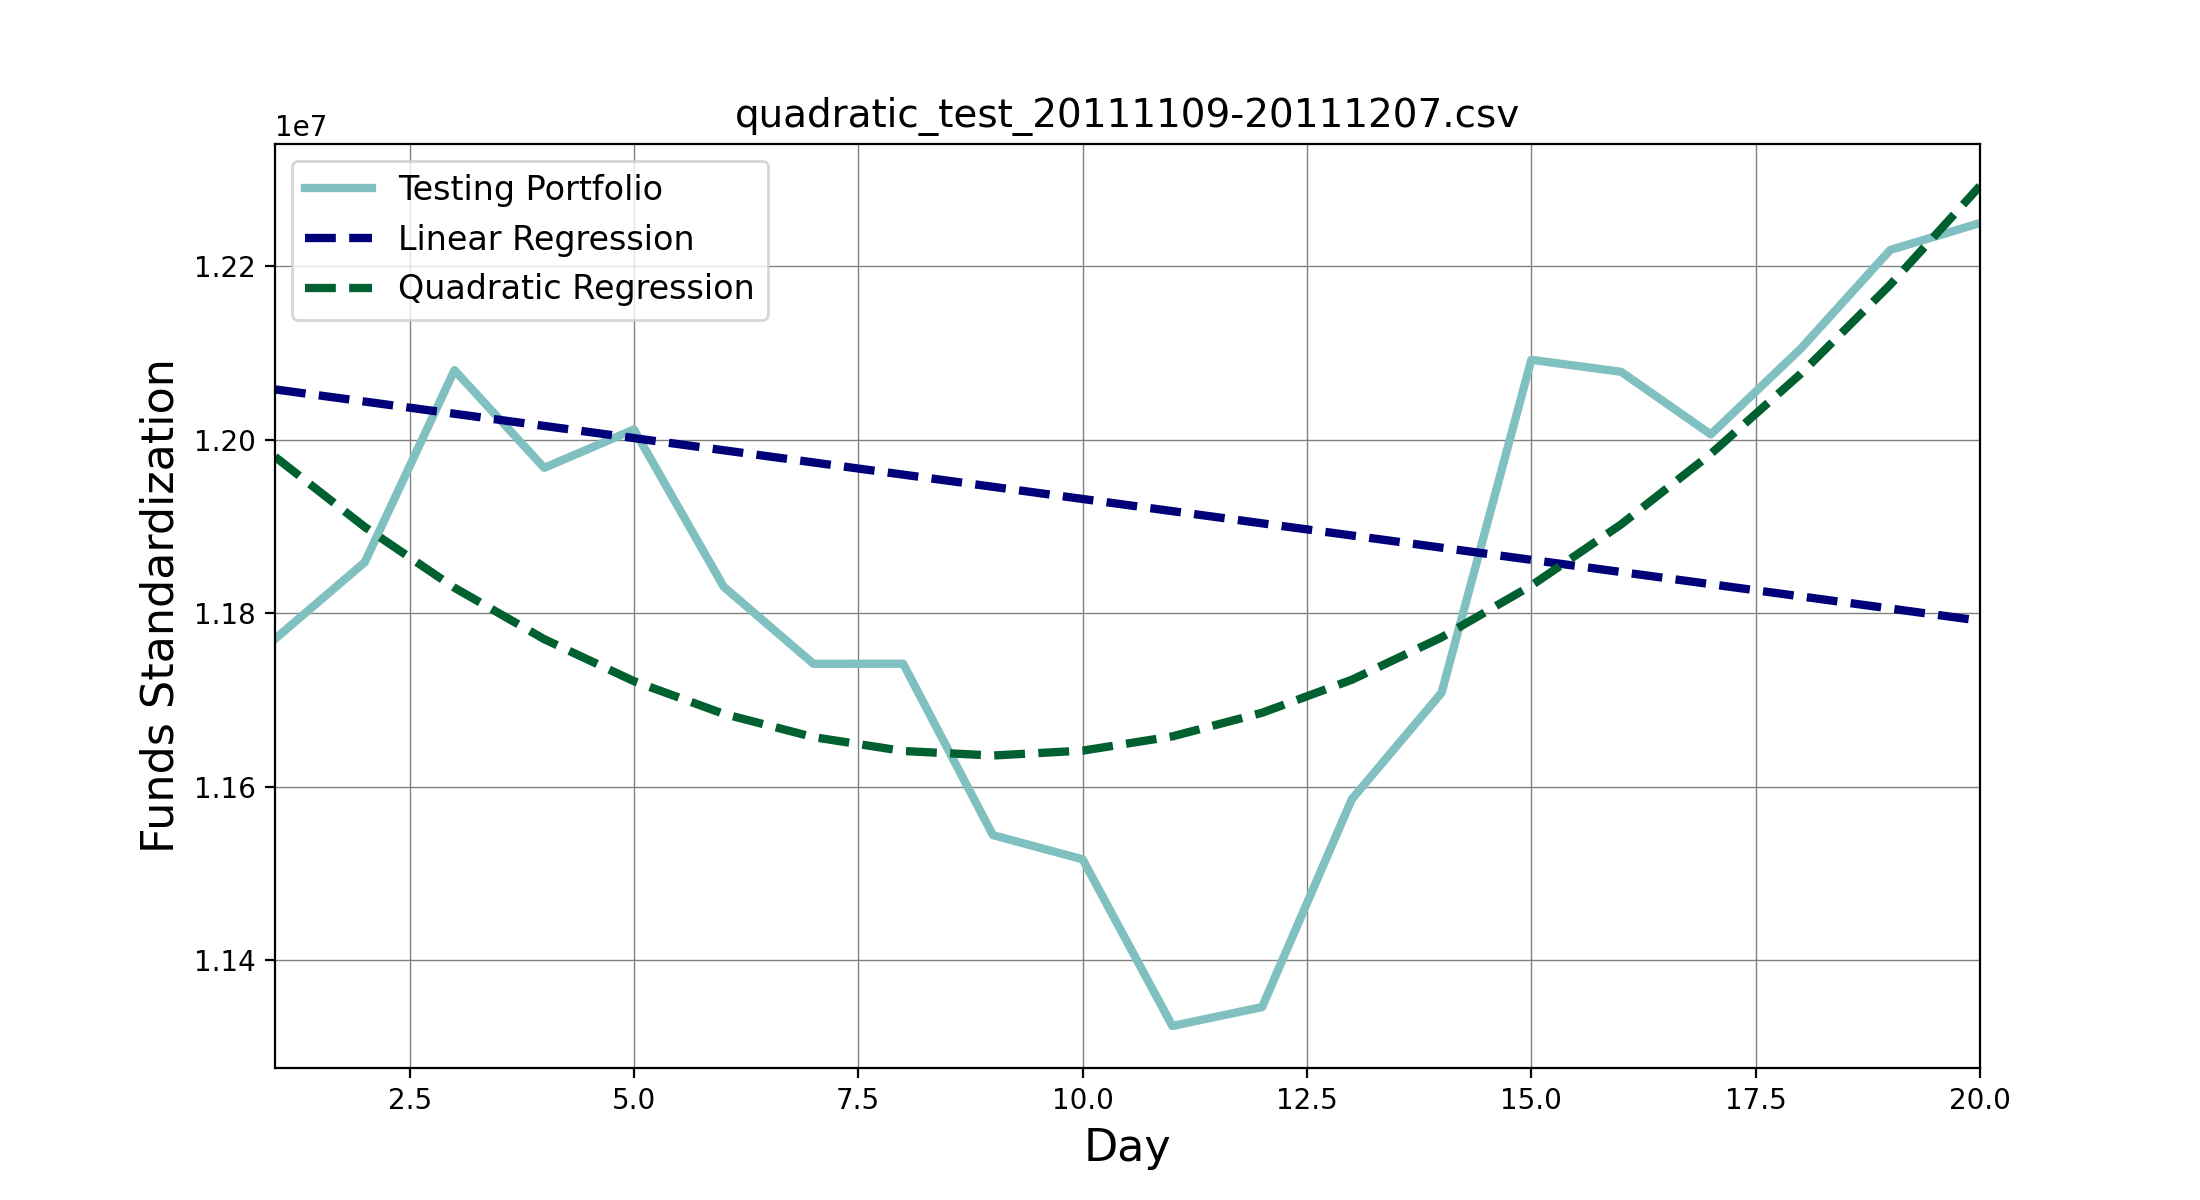 quadratic_test_20111109-20111207.csv
1e7
Testing Portfolio
Linear Regression
Quadratic Regression
1.22
1.20
1.18
1.16
1.14
Funds Standardization
2.5 5.0 7.5 10.0 12.5 15.0 17.5 20.0
Day